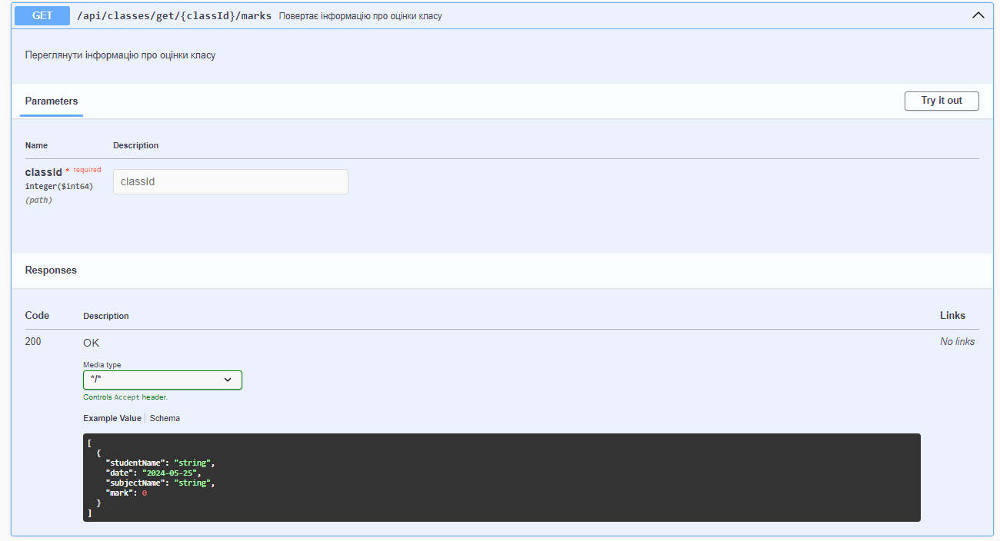 GET /api/classes/get/{classId}/marks Повертає інформацію про оцінки класу
Переглянути інформацію про оцінки класу
Parameters
Try it out
Name Description
classId * required
integer($int64)
(path)
classId
Responses
Code Description Links
200 OK No links
Media type
*/*
Controls Accept header.
Example Value | Schema
[
  {
    "studentName": "string",
    "date": "2024-05-25",
    "subjectName": "string",
    "mark": 0
  }
]